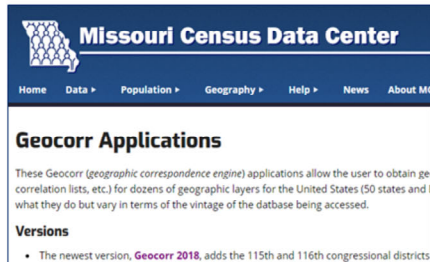 Missouri Census Data Center
Home Data ▸ Population ▸ Geography ▸ Help ▸ News About
Geocorr Applications
These Geocorr (geographic correspondence engine) applications allow the user to obtain
correlation lists, etc.) for dozens of geographic layers for the United States (50 states and
what they do but vary in terms of the vintage of the datbase being accessed.
Versions
• The newest version, Geocorr 2018, adds the 115th and 116th congressional districts